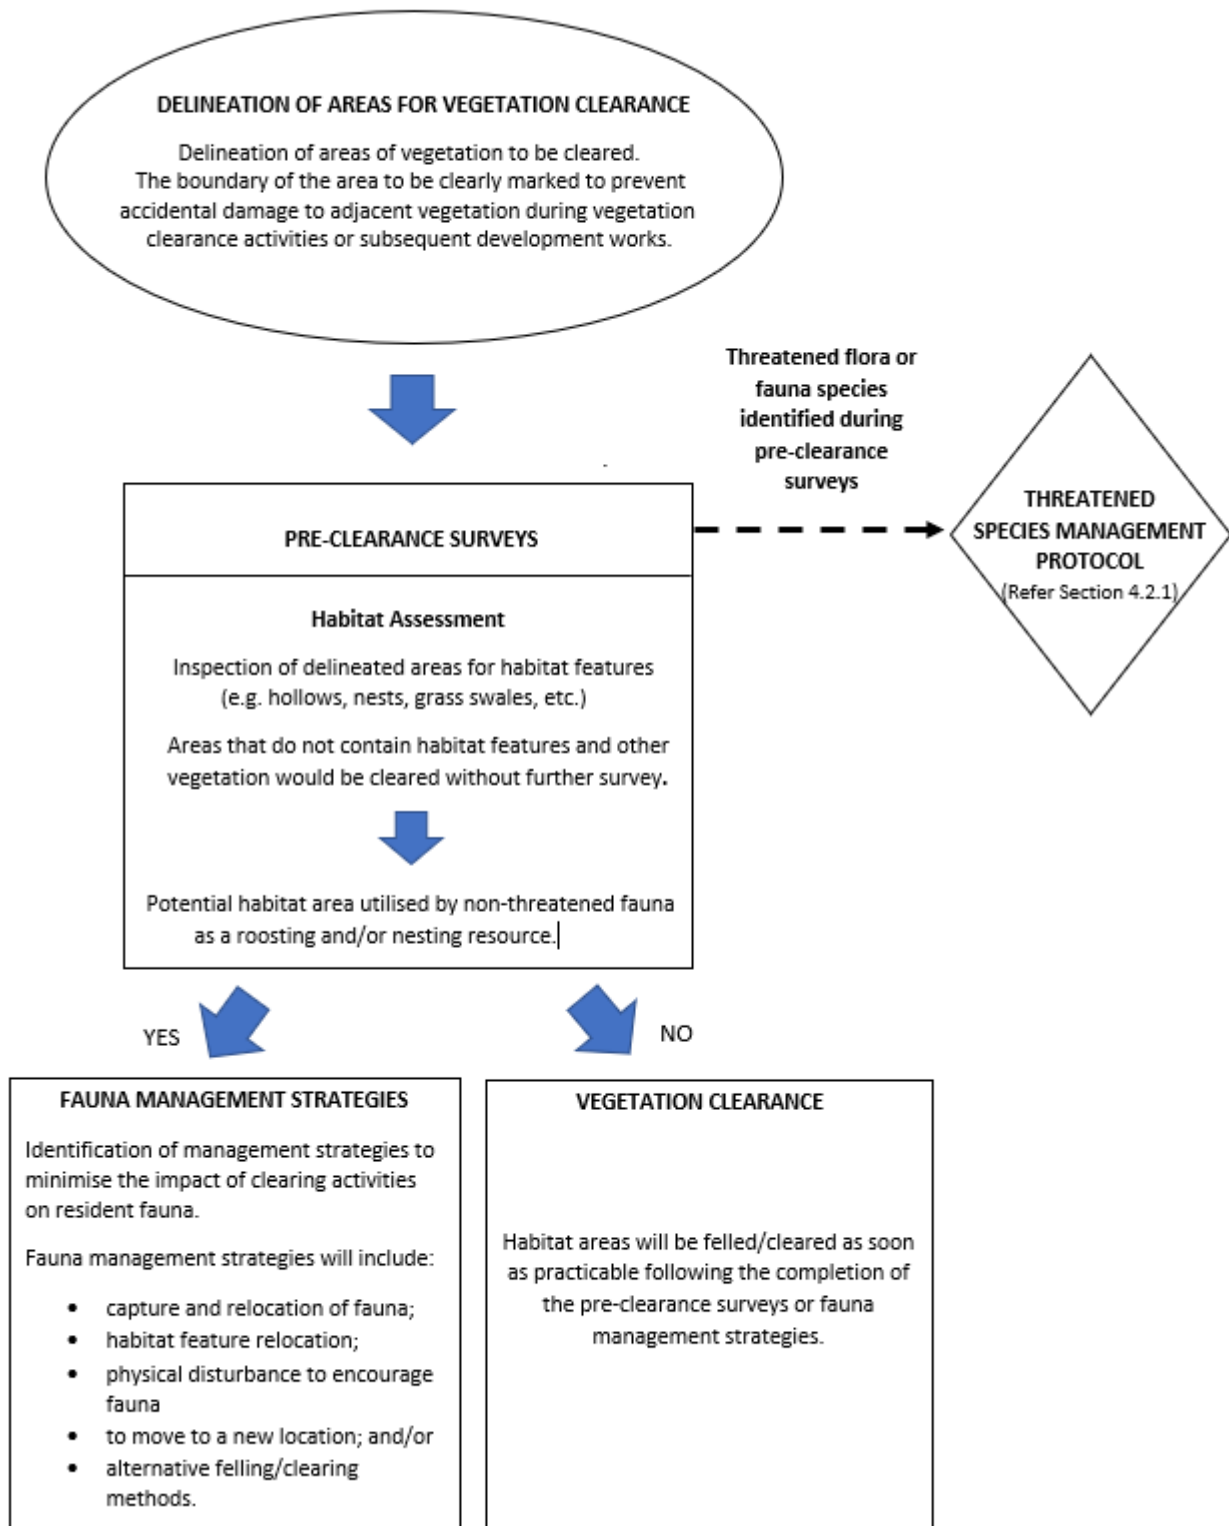 DELINEATION OF AREAS FOR VEGETATION CLEARANCE
Delineation of areas of vegetation to be cleared.
The boundary of the area to be clearly marked to prevent
accidental damage to adjacent vegetation during vegetation
clearance activities or subsequent development works.
Threatened flora or
fauna species
identified during
pre-clearance
surveys
THREATENED
SPECIES MANAGEMENT
PROTOCOL
(Refer Section 4.2.1)
PRE-CLEARANCE SURVEYS
Habitat Assessment
Inspection of delineated areas for habitat features
(e.g. hollows, nests, grass swales, etc.)
Areas that do not contain habitat features and other
vegetation would be cleared without further survey.
Potential habitat area utilised by non-threatened fauna
as a roosting and/or nesting resource.
YES
NO
FAUNA MANAGEMENT STRATEGIES
Identification of management strategies to
minimise the impact of clearing activities
on resident fauna.
Fauna management strategies will include:
• capture and relocation of fauna;
• habitat feature relocation;
• physical disturbance to encourage
fauna
• to move to a new location; and/or
• alternative felling/clearing
methods.
VEGETATION CLEARANCE
Habitat areas will be felled/cleared as soon
as practicable following the completion of
the pre-clearance surveys or fauna
management strategies.